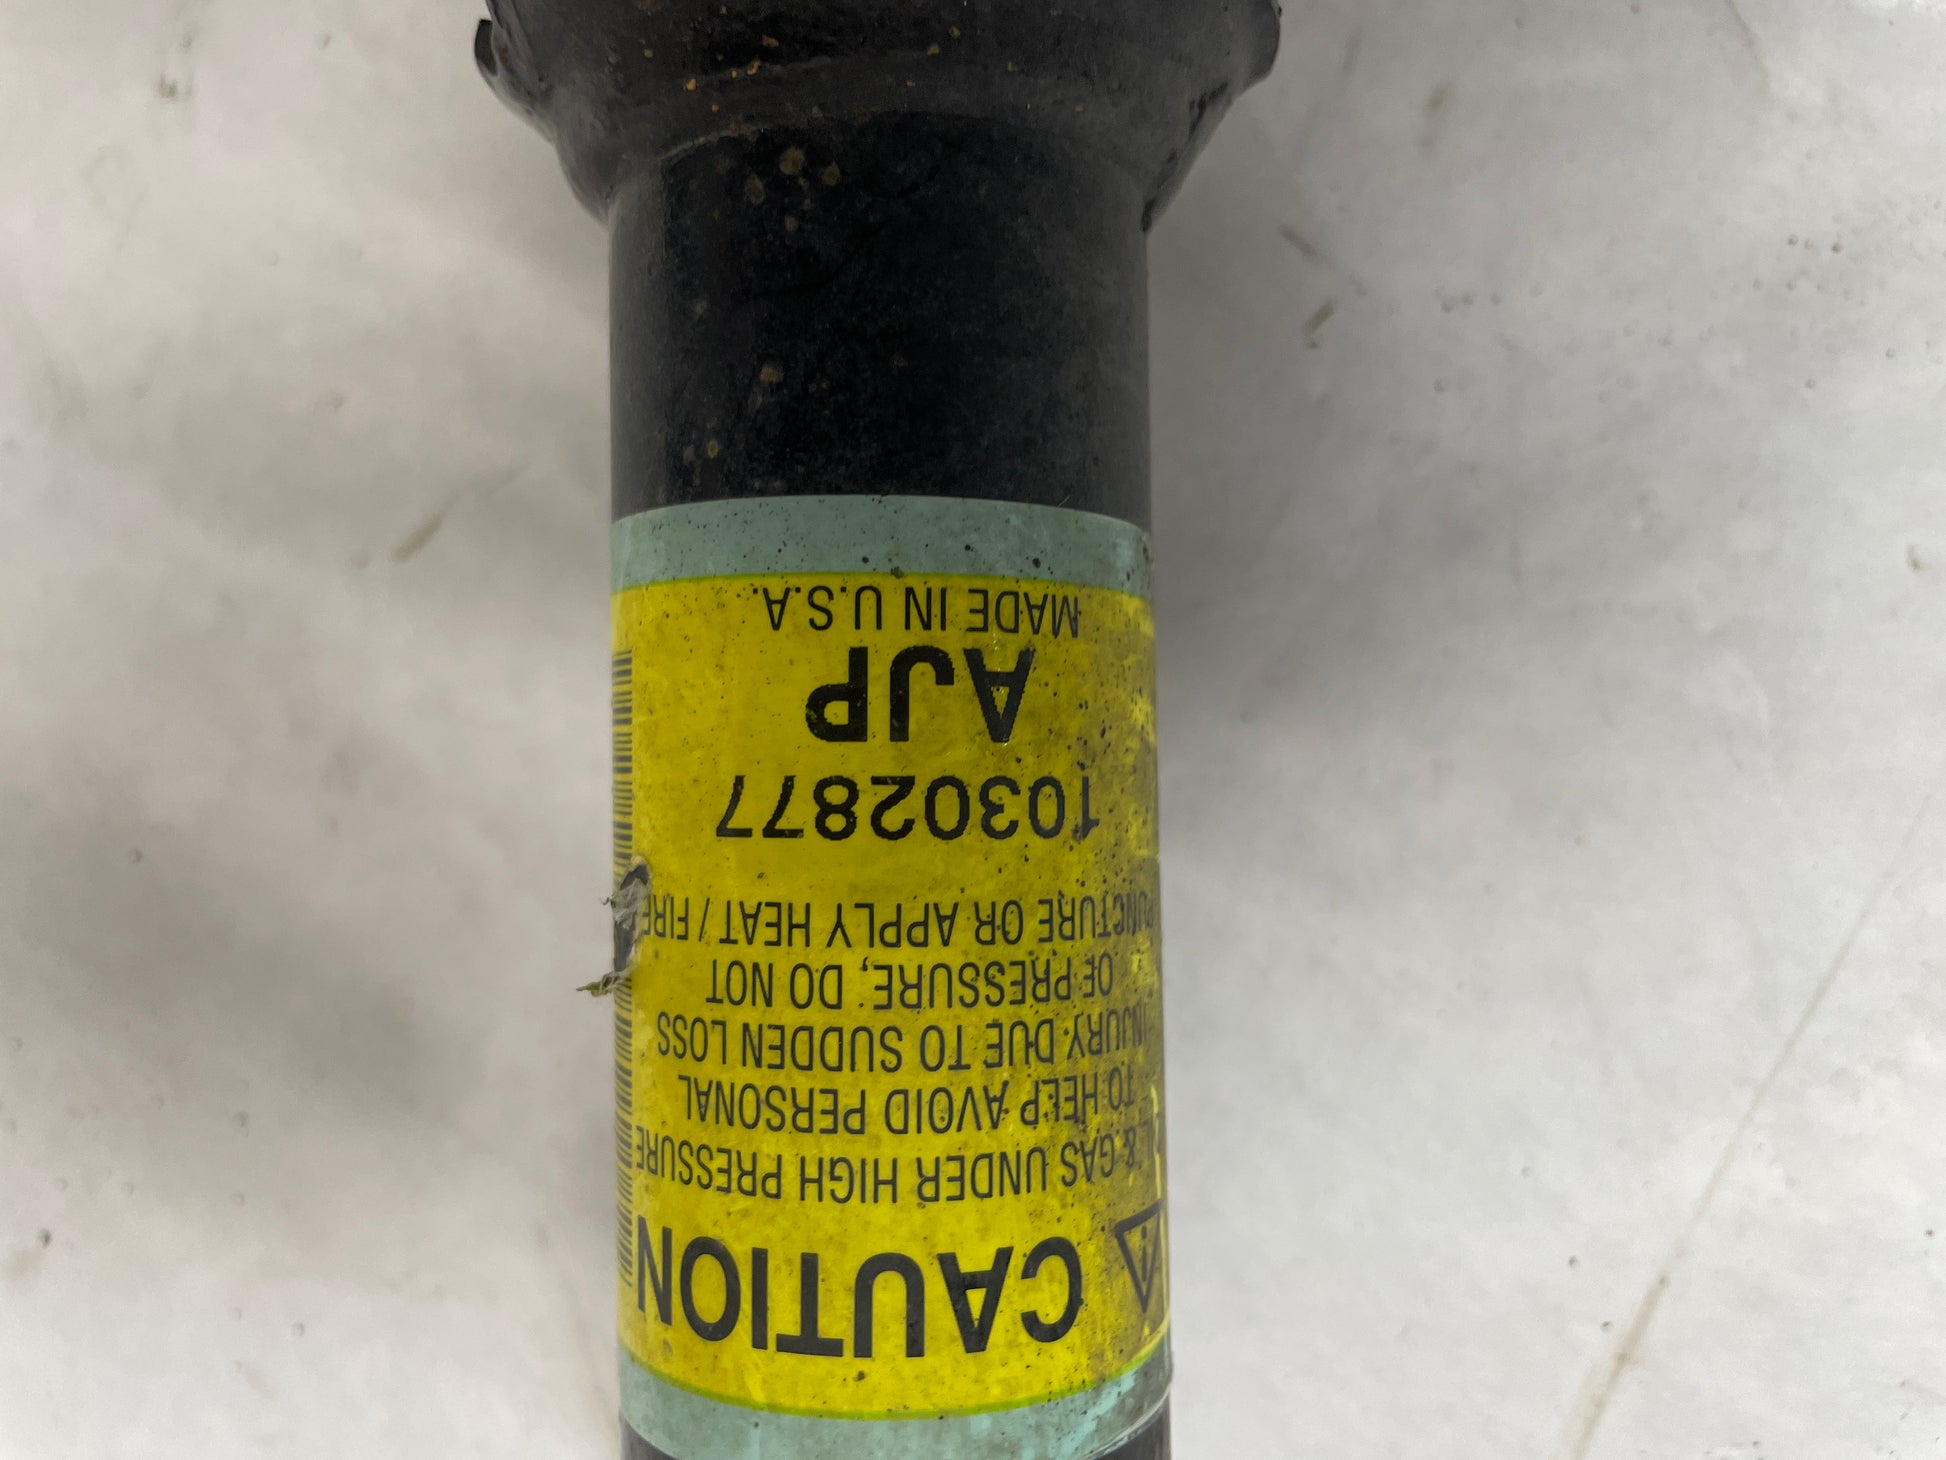 CAUTION
& GAS UNDER HIGH PRESSURE
TO HELP AVOID PERSONAL
INJURY DUE TO SUDDEN LOSS
OF PRESSURE, DO NOT
PUNCTURE OR APPLY HEAT / FIRE
10302877
AJP
MADE IN U.S.A.